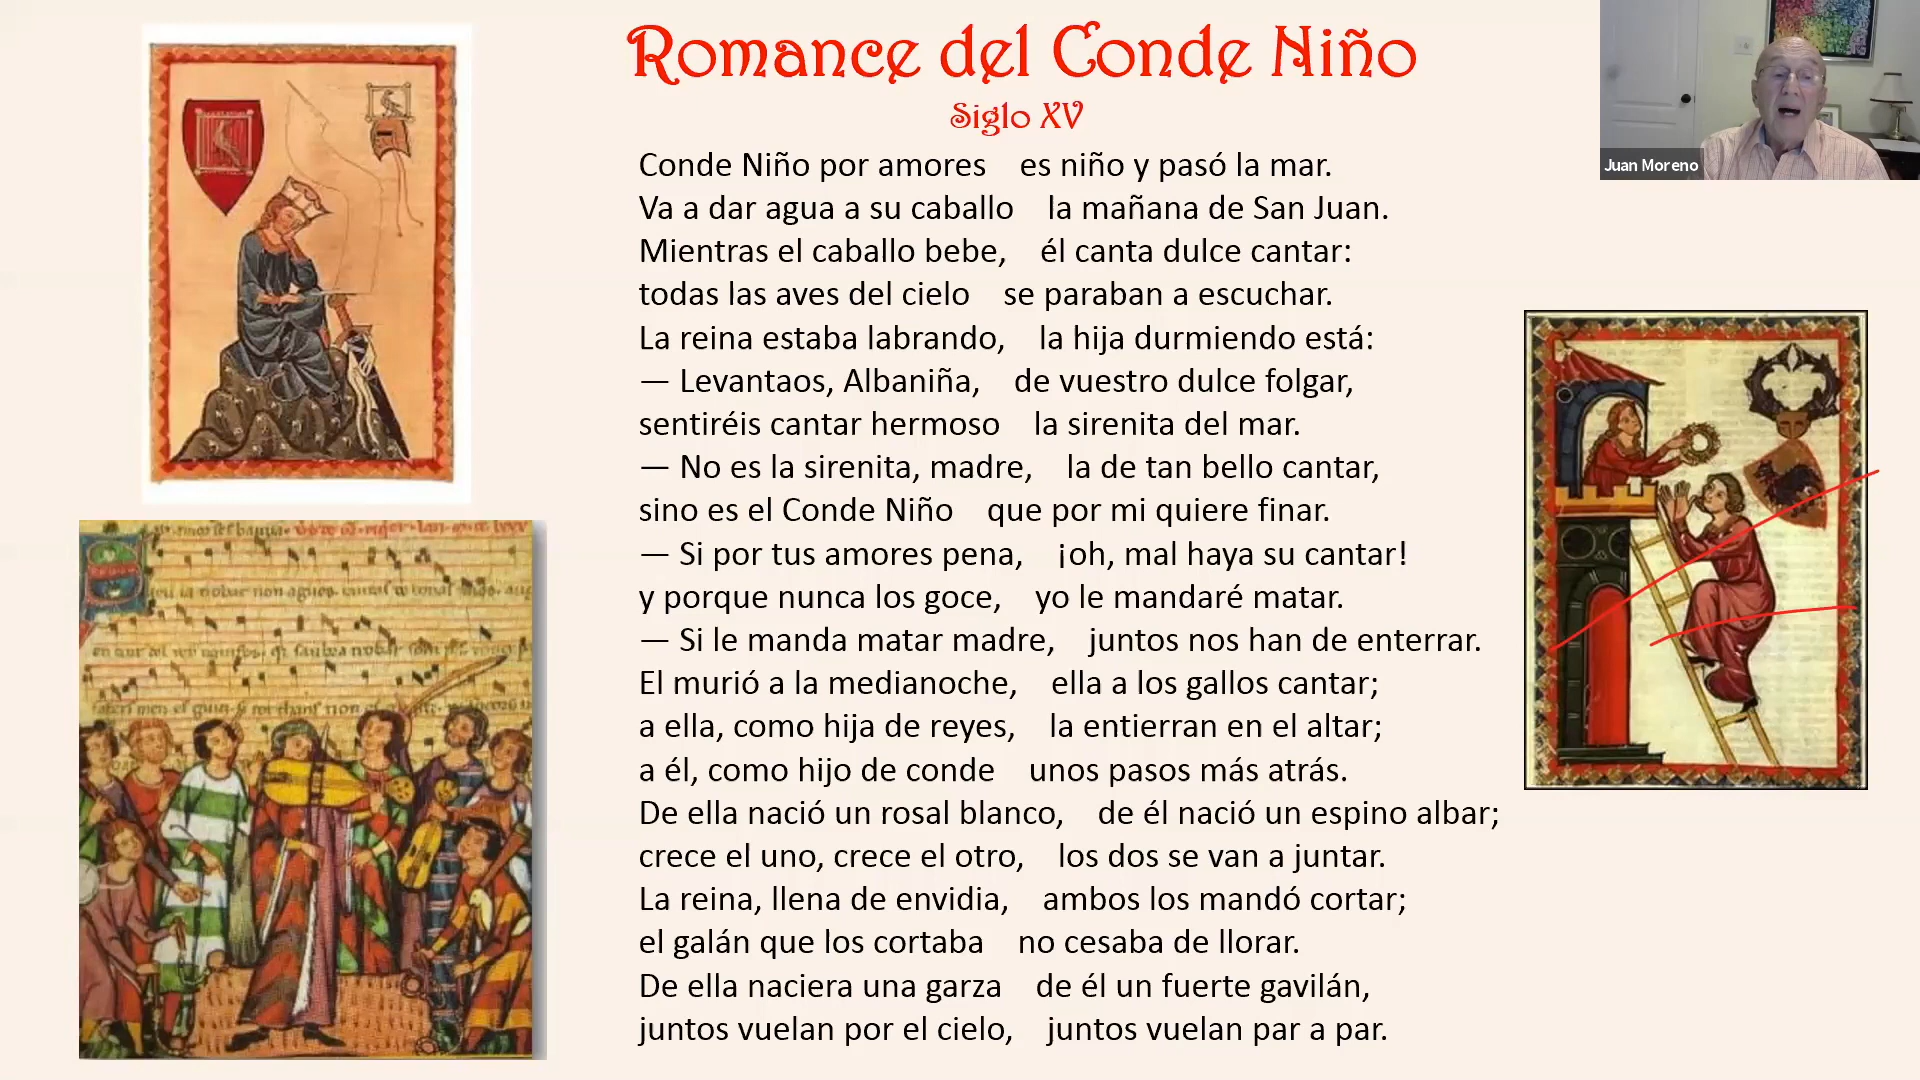 Romance del Conde Niño
Siglo XV
Juan Moreno
Conde Niño por amores es niño y pasó la mar.
Va a dar agua a su caballo la mañana de San Juan.
Mientras el caballo bebe, él canta dulce cantar:
todas las aves del cielo se paraban a escuchar.
La reina estaba labrando, la hija durmiendo está:
— Levantaos, Albaniña, de vuestro dulce folgar,
sentiréis cantar hermoso la sirenita del mar.
— No es la sirenita, madre, la de tan bello cantar,
sino es el Conde Niño que por mi quiere finar.
— Si por tus amores pena, ¡oh, mal haya su cantar!
y porque nunca los goce, yo le mandaré matar.
— Si le manda matar madre, juntos nos han de enterrar.
El murió a la medianoche, ella a los gallos cantar;
a ella, como hija de reyes, la entierran en el altar;
a él, como hijo de conde unos pasos más atrás.
De ella nació un rosal blanco, de él nació un espino albar;
crece el uno, crece el otro, los dos se van a juntar.
La reina, llena de envidia, ambos los mandó cortar;
el galán que los cortaba no cesaba de llorar.
De ella naciera una garza de él un fuerte gavilán,
juntos vuelan por el cielo, juntos vuelan par a par.